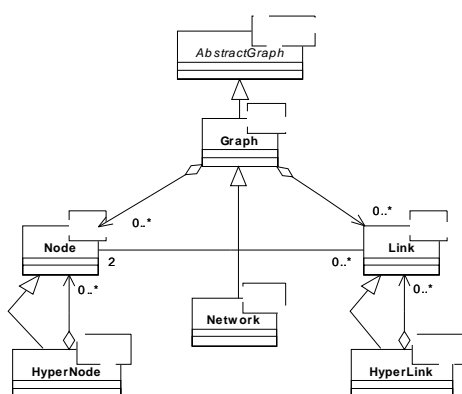 AbstractGraph
Graph
0..*
0..*
Node
2
0..*
Link
0..*
0..*
Network
HyperNode
HyperLink